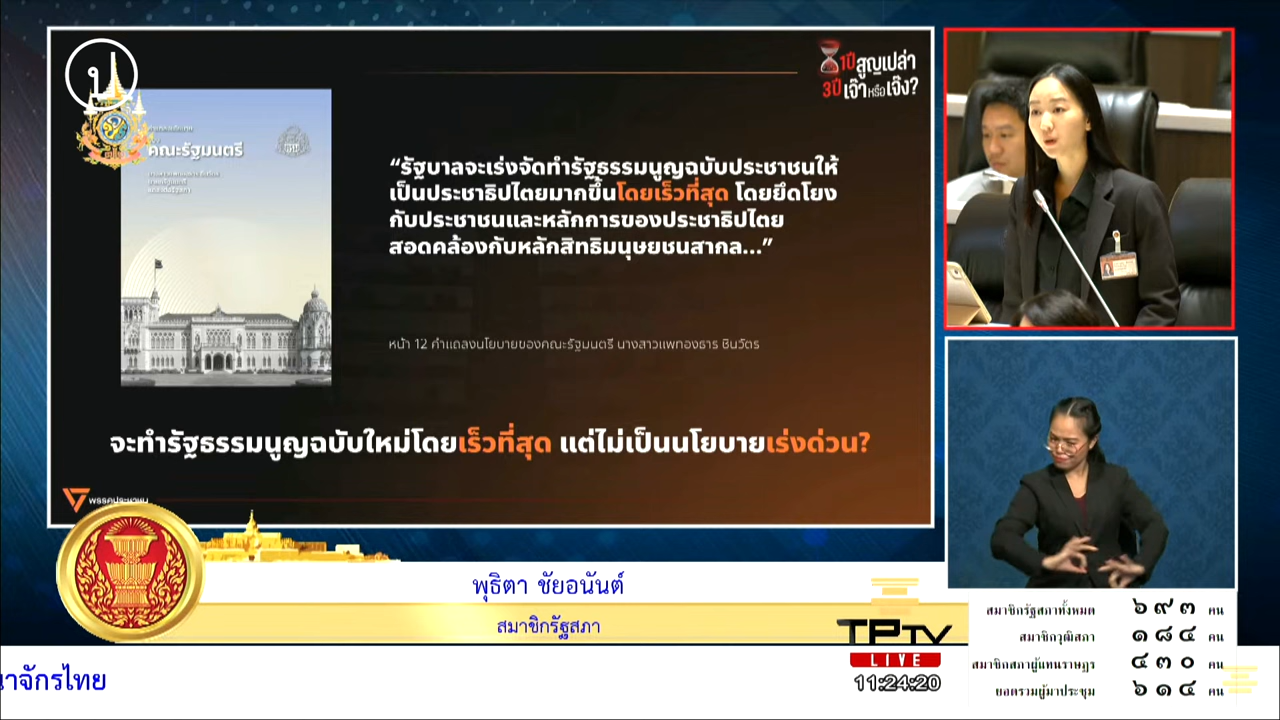 ป
1ปีสูญเปล่า
3ปีเจ๊าหรือเจ๊ง?
คณะรัฐมนตรี
“รัฐบาลจะเร่งจัดทำรัฐธรรมนูญฉบับประชาชนให้
เป็นประชาธิปไตยมากขึ้นโดยเร็วที่สุด โดยยึดโยง
กับประชาชนและหลักการของประชาธิปไตย
สอดคล้องกับหลักสิทธิมนุษยชนสากล...”
หน้า 12 คำแถลงนโยบายของคณะรัฐมนตรี นางสาวแพทองธาร ชินวัตร
จะทำรัฐธรรมนูญฉบับใหม่โดยเร็วที่สุด แต่ไม่เป็นนโยบายเร่งด่วน?
พรรคประชาชน
พุธิตา ชัยอนันต์
สมาชิกรัฐสภา
TPTV
LIVE
11:24:20
สมาชิกรัฐสภาทั้งหมด ๖๙๓ คน
สมาชิกวุฒิสภา ๑๘๔ คน
สมาชิกสภาผู้แทนราษฎร ๔๓๐ คน
ยอดรวมผู้มาประชุม ๖๑๔ คน
าจักรไทย